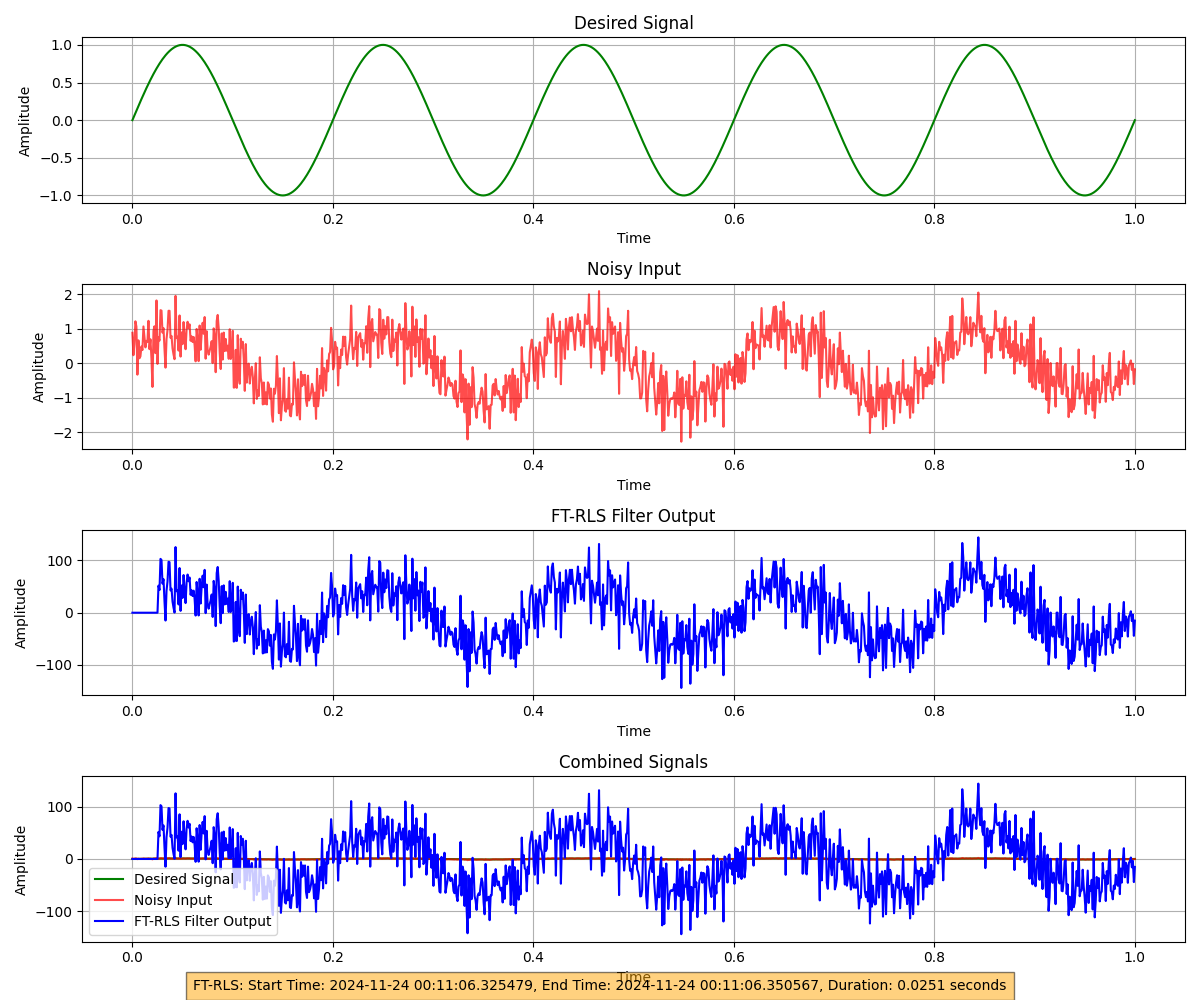 Desired Signal
1.0
0.5
0.0
−0.5
−1.0
Amplitude
0.0 0.2 0.4 0.6 0.8 1.0
Time
Noisy Input
2
1
0
−1
−2
Amplitude
0.0 0.2 0.4 0.6 0.8 1.0
Time
FT-RLS Filter Output
100
0
−100
Amplitude
0.0 0.2 0.4 0.6 0.8 1.0
Time
Combined Signals
100
0
−100
Amplitude
Desired Signal
Noisy Input
FT-RLS Filter Output
0.0 0.2 0.4 0.6 0.8 1.0
Time
FT-RLS: Start Time: 2024-11-24 00:11:06.325479, End Time: 2024-11-24 00:11:06.350567, Duration: 0.0251 seconds